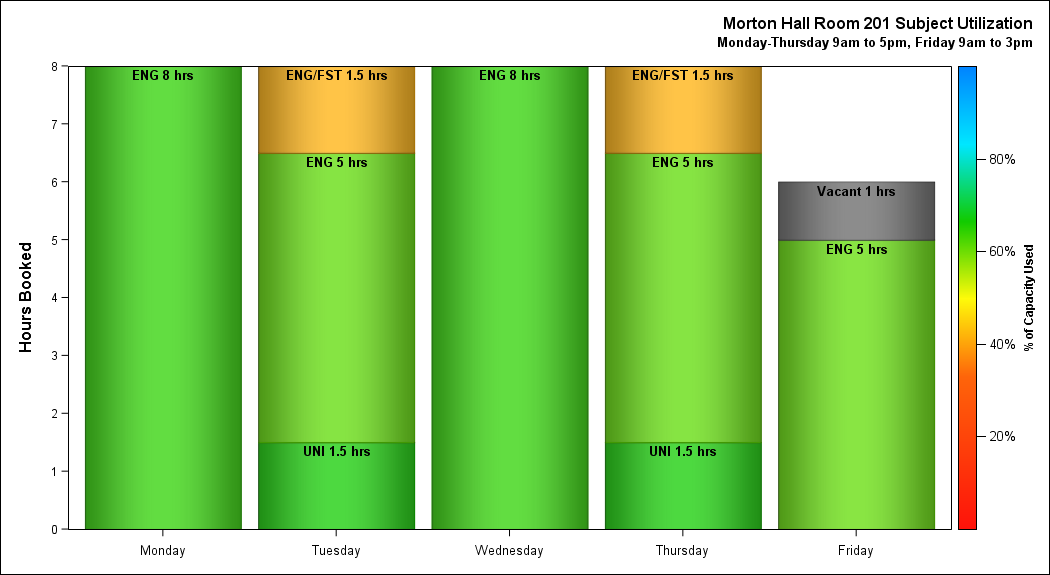 Morton Hall Room 201 Subject Utilization
Monday-Thursday 9am to 5pm, Friday 9am to 3pm
Hours Booked
8
7
6
5
4
3
2
1
0
ENG 8 hrs
ENG/FST 1.5 hrs
ENG 5 hrs
UNI 1.5 hrs
ENG 8 hrs
ENG/FST 1.5 hrs
ENG 5 hrs
UNI 1.5 hrs
Vacant 1 hrs
ENG 5 hrs
Monday
Tuesday
Wednesday
Thursday
Friday
80%
60%
40%
20%
% of Capacity Used